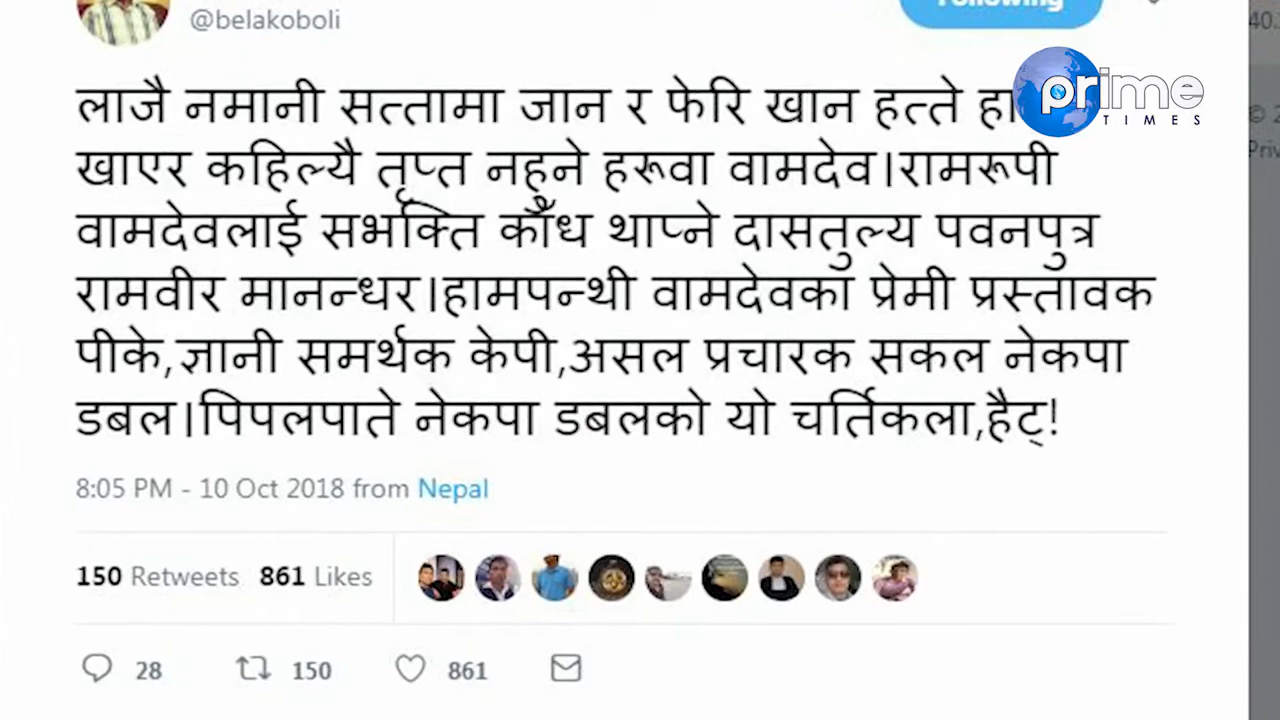 @belakoboli
Following
लाजै नमानी सत्तामा जान र फेरि खान हत्ते
खाएर कहिल्यै तृप्त नहुने हरूवा वामदेव।रामरूपी
वामदेवलाई सभक्ति काँध थाप्ने दासतुल्य पवनपुत्र
रामवीर मानन्धर।हामपन्थी वामदेवका प्रेमी प्रस्तावक
पीके,ज्ञानी समर्थक केपी,असल प्रचारक सकल नेकपा
डबल।पिपलपाते नेकपा डबलको यो चर्तिकला,हैट्!
8:05 PM - 10 Oct 2018 from Nepal
150 Retweets 861 Likes
28 150 861
prime
TIMES